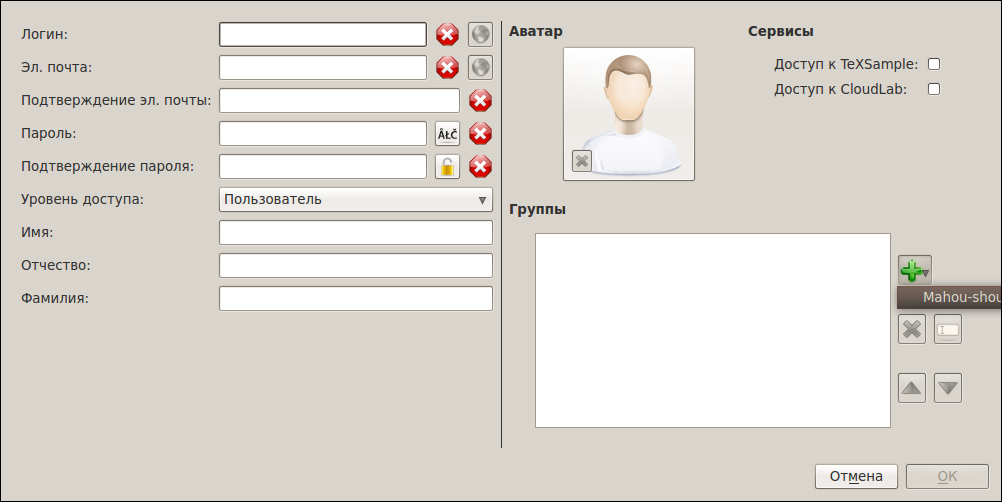 Логин:
Эл. почта:
Подтверждение эл. почты:
Пароль:
ÂŁČ
Подтверждение пароля:
Уровень доступа:
Пользователь
Имя:
Отчество:
Фамилия:
Аватар
Сервисы
Доступ к TeXSample:
Доступ к CloudLab:
Группы
Mahou-shou
Отмена
ОК